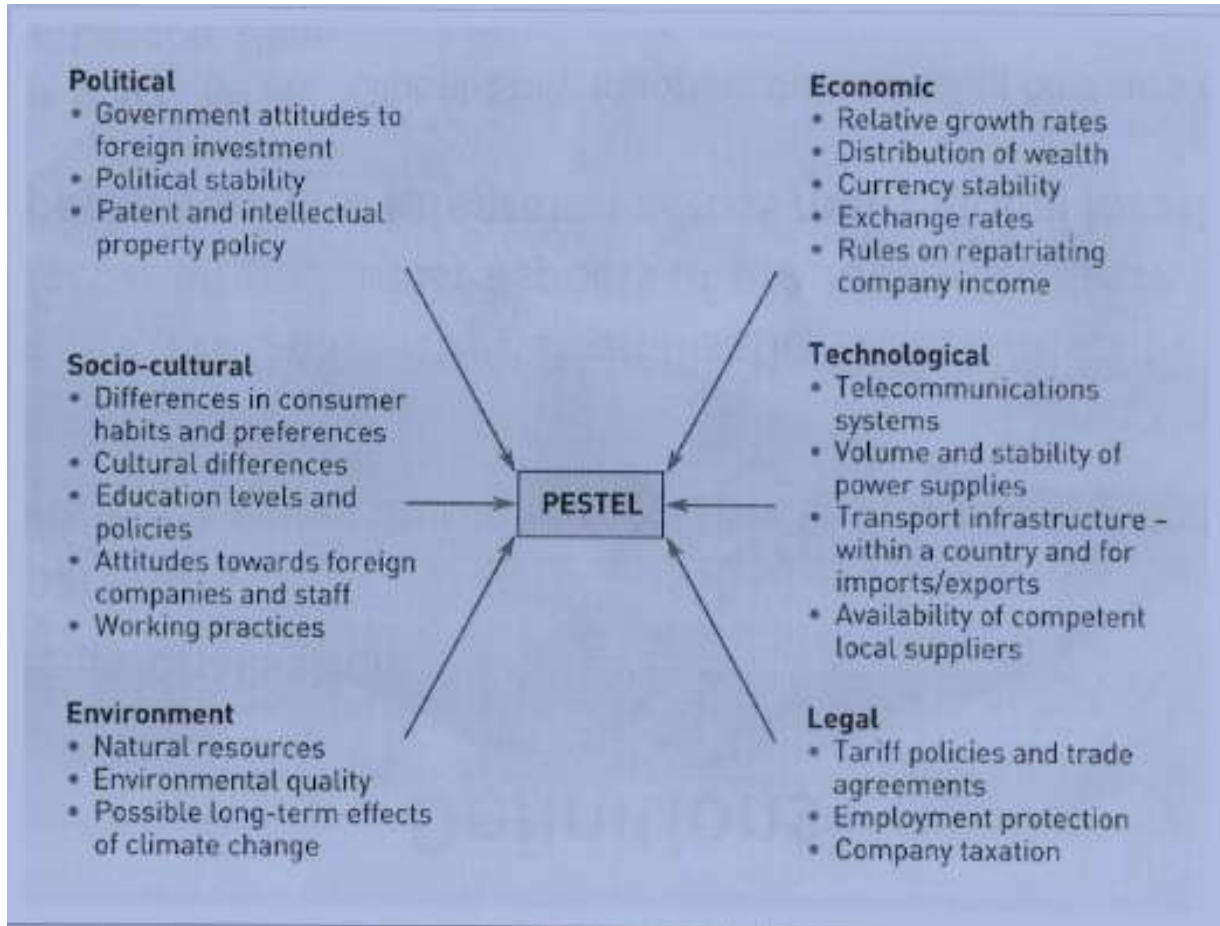 Political
• Government attitudes to
foreign investment
• Political stability
• Patent and intellectual
property policy
Economic
• Relative growth rates
• Distribution of wealth
• Currency stability
• Exchange rates
• Rules on repatriating
company income
Socio-cultural
• Differences in consumer
habits and preferences
• Cultural differences
• Education levels and
policies
• Attitudes towards foreign
companies and staff
• Working practices
PESTEL
Technological
• Telecommunications
systems
• Volume and stability of
power supplies
• Transport infrastructure –
within a country and for
imports/exports
• Availability of competent
local suppliers
Environment
• Natural resources
• Environmental quality
• Possible long-term effects
of climate change
Legal
• Tariff policies and trade
agreements
• Employment protection
• Company taxation